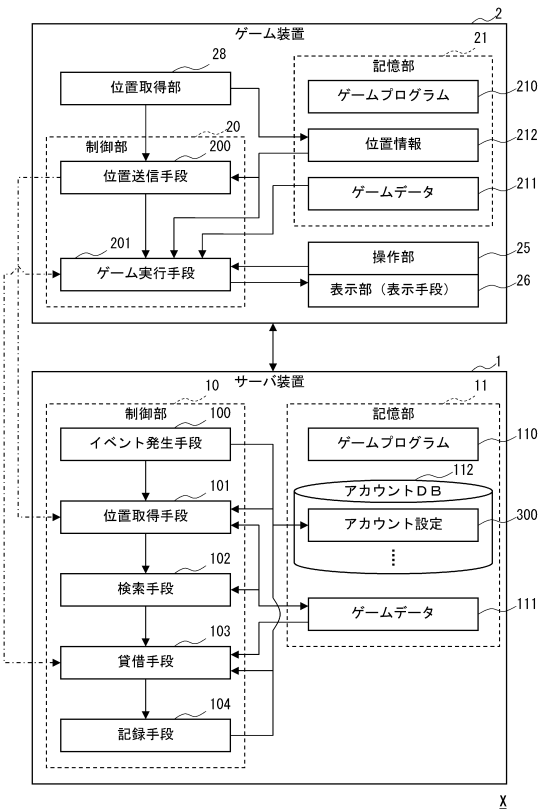 2
ゲーム装置
28
位置取得部
21
記憶部
ゲームプログラム
210
位置情報
212
ゲームデータ
211
20
制御部
200
位置送信手段
201
ゲーム実行手段
操作部
25
表示部（表示手段）
26
1
サーバ装置
10
制御部
100
イベント発生手段
101
位置取得手段
102
検索手段
103
貸借手段
104
記録手段
11
記憶部
ゲームプログラム
110
112
アカウントＤＢ
アカウント設定
300
ゲームデータ
111
X